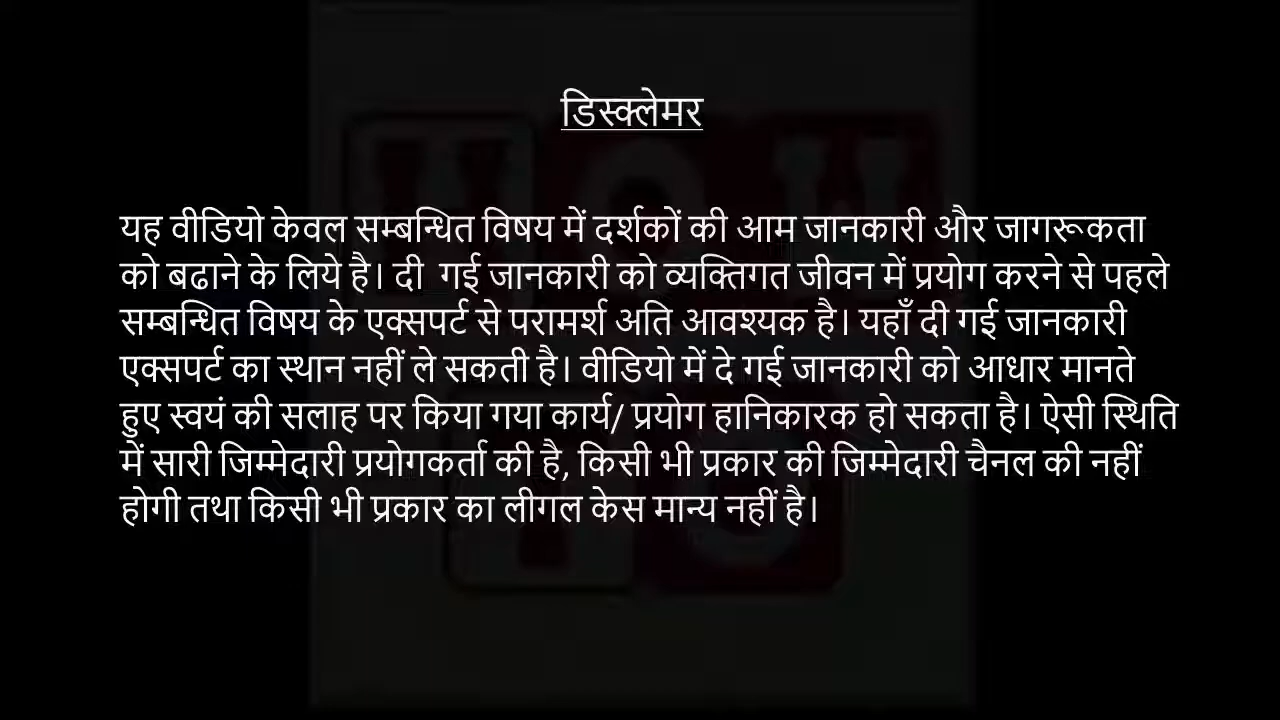 डिस्क्लेमर
यह वीडियो केवल सम्बन्धित विषय में दर्शकों की आम जानकारी और जागरूकता
को बढाने के लिये है। दी गई जानकारी को व्यक्तिगत जीवन में प्रयोग करने से पहले
सम्बन्धित विषय के एक्सपर्ट से परामर्श अति आवश्यक है। यहाँ दी गई जानकारी
एक्सपर्ट का स्थान नहीं ले सकती है। वीडियो में दे गई जानकारी को आधार मानते
हुए स्वयं की सलाह पर किया गया कार्य/ प्रयोग हानिकारक हो सकता है। ऐसी स्थिति
में सारी जिम्मेदारी प्रयोगकर्ता की है, किसी भी प्रकार की जिम्मेदारी चैनल की नहीं
होगी तथा किसी भी प्रकार का लीगल केस मान्य नहीं है।